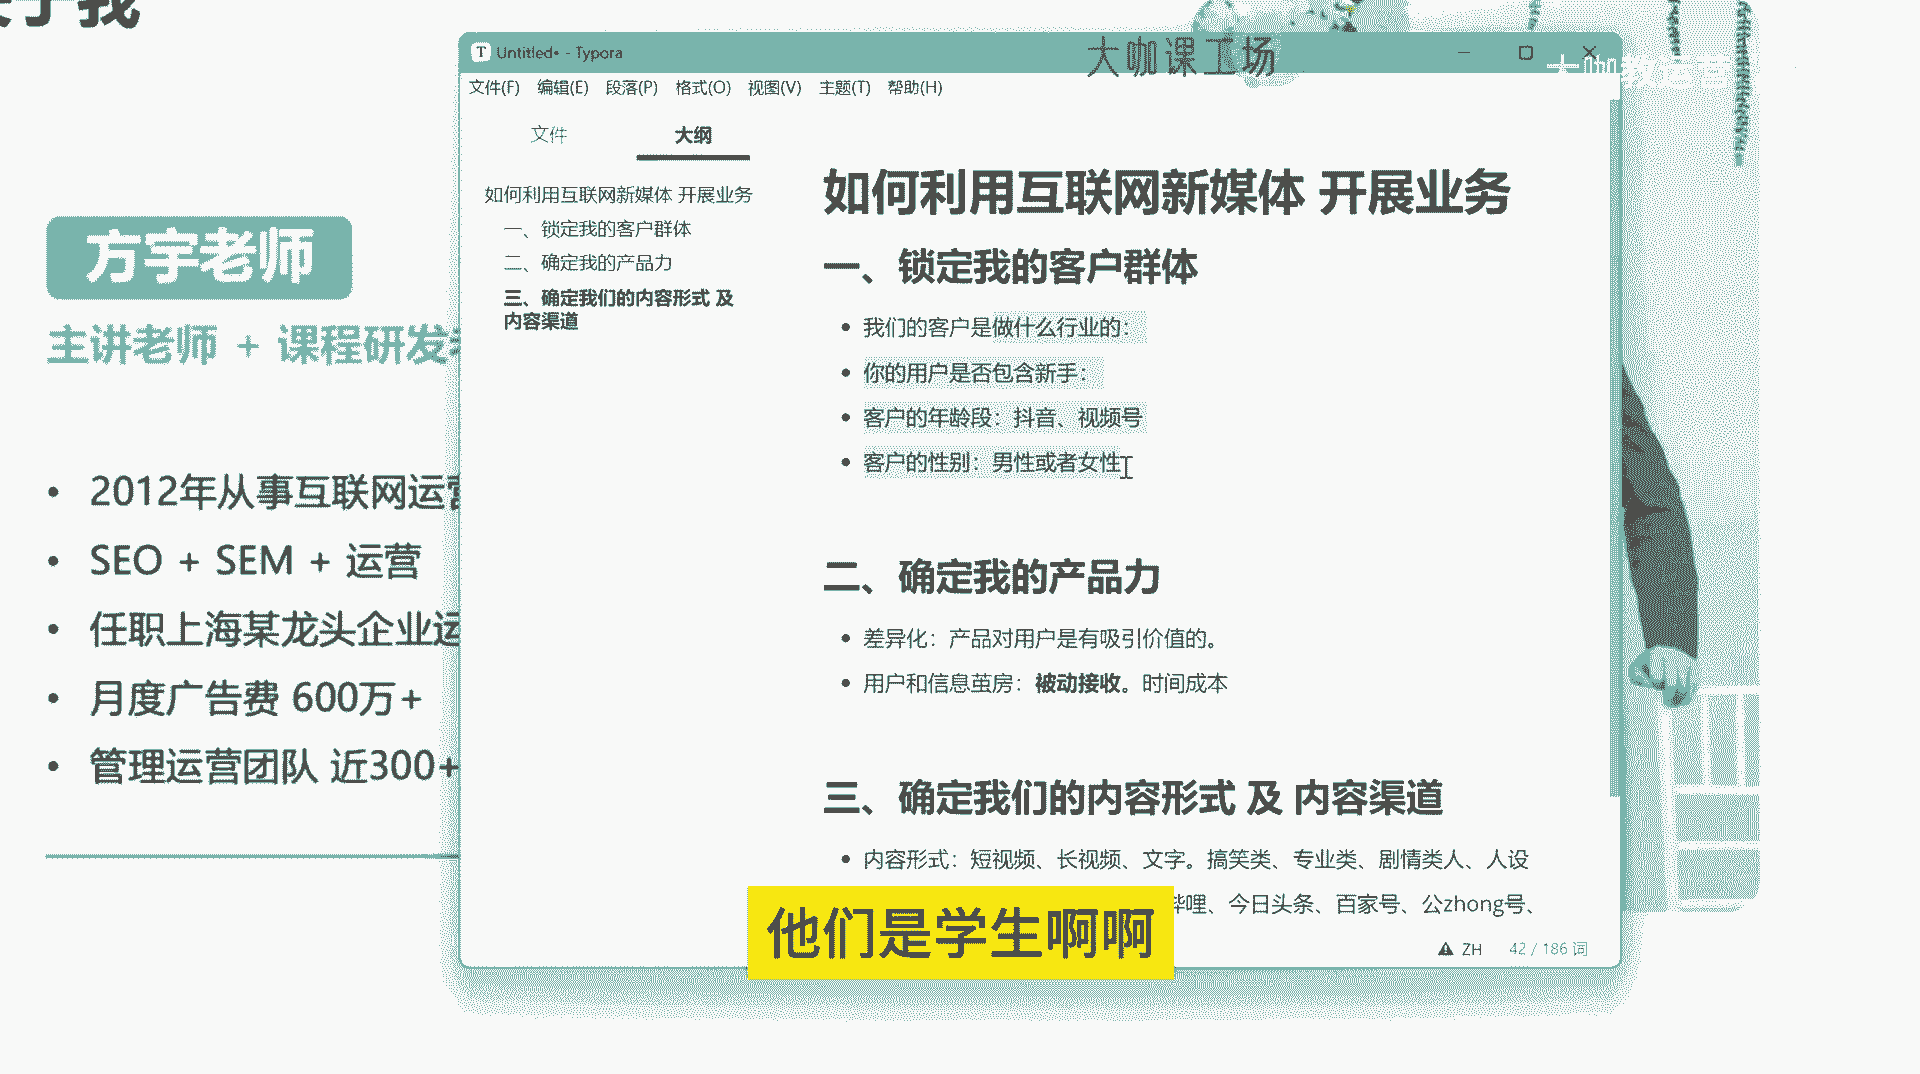 于我
方宇老师
主讲老师 + 课程研发
2012年从事互联网运营
SEO + SEM + 运营
任职上海某龙头企业运
月度广告费 600万+
管理运营团队 近300+
Untitled• - Typora
大咖课工场
大咖教运营
文件(F) 编辑(E) 段落(P) 格式(O) 视图(V) 主题(T) 帮助(H)
文件 大纲
如何利用互联网新媒体 开展业务
一、锁定我的客户群体
二、确定我的产品力
三、确定我们的内容形式 及
内容渠道
如何利用互联网新媒体 开展业务
一、锁定我的客户群体
我们的客户是做什么行业的：
你的用户是否包含新手：
客户的年龄段：抖音、视频号
客户的性别：男性或者女性
二、确定我的产品力
差异化：产品对用户是有吸引价值的。
用户和信息茧房：被动接收。时间成本
三、确定我们的内容形式 及 内容渠道
内容形式：短视频、长视频、文字。搞笑类、专业类、剧情类人、人设
哔哩、今日头条、百家号、公zhong号、
他们是学生啊啊
ZH 42 / 186 词